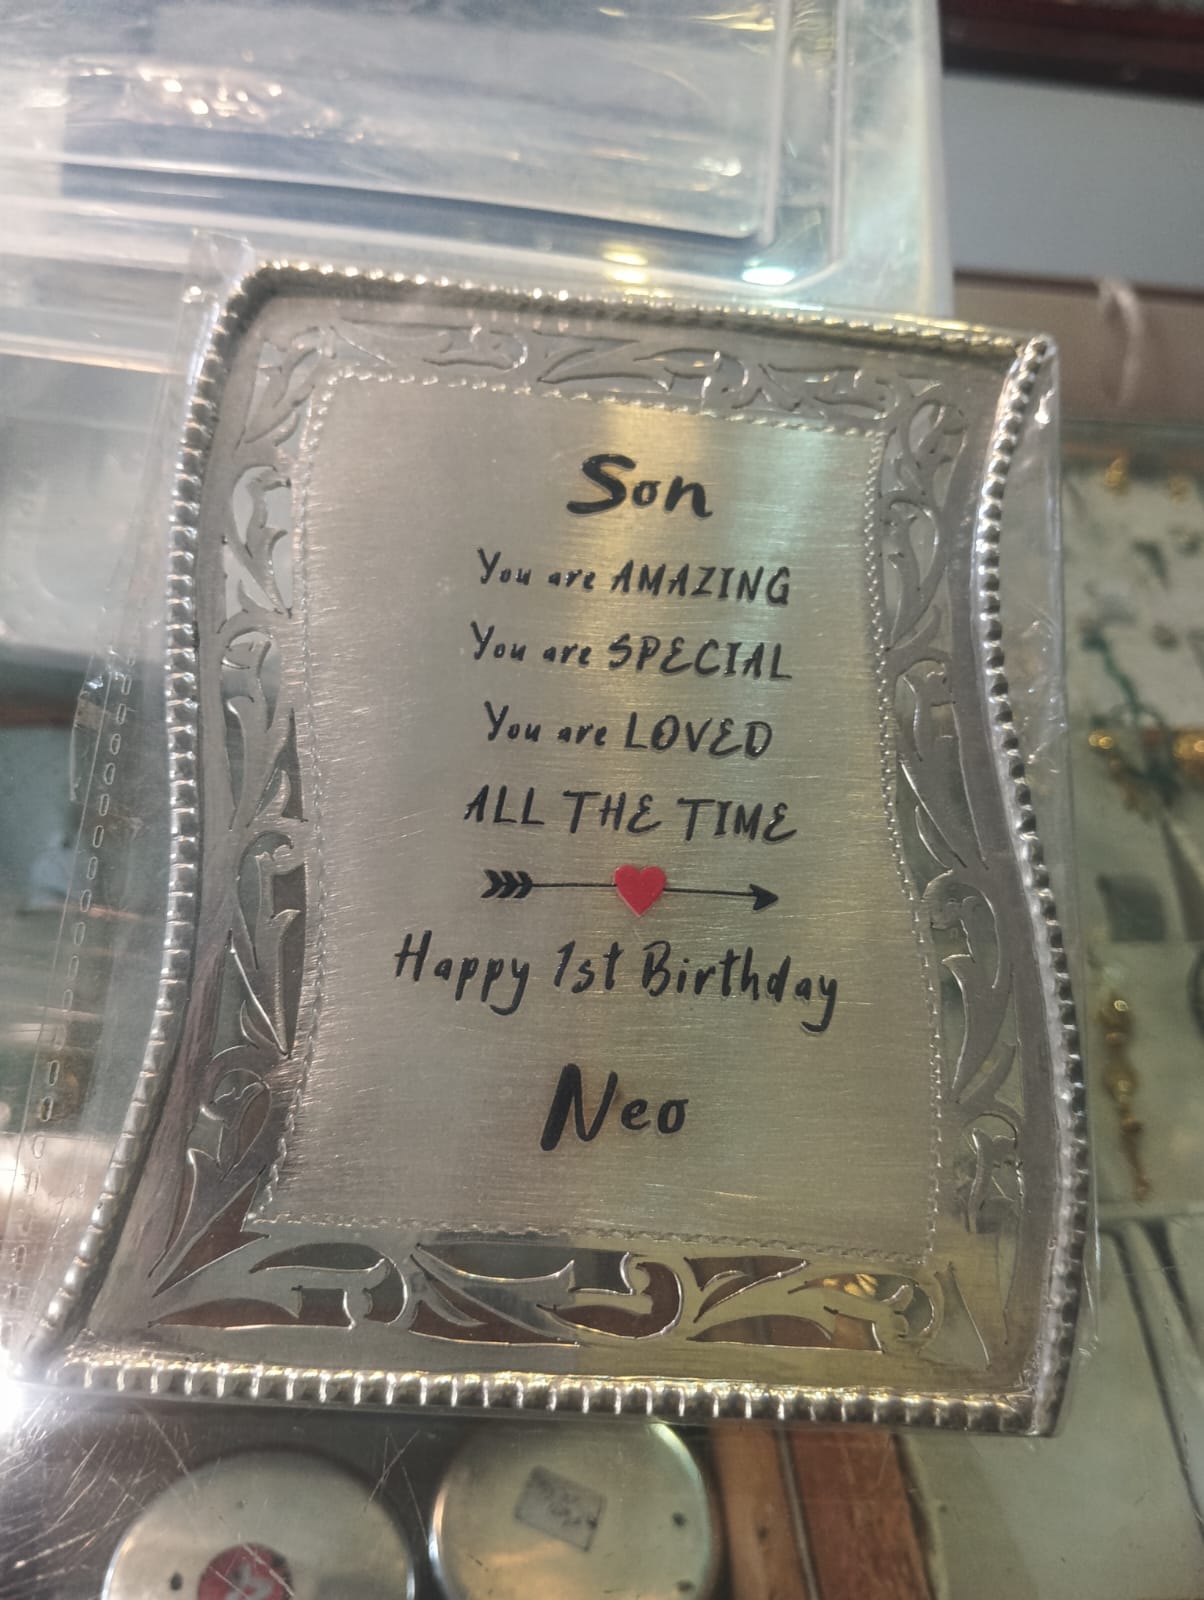 Son
You are AMAZING
You are SPECIAL
You are LOVED
ALL THE TIME
Happy 1st Birthday
Neo